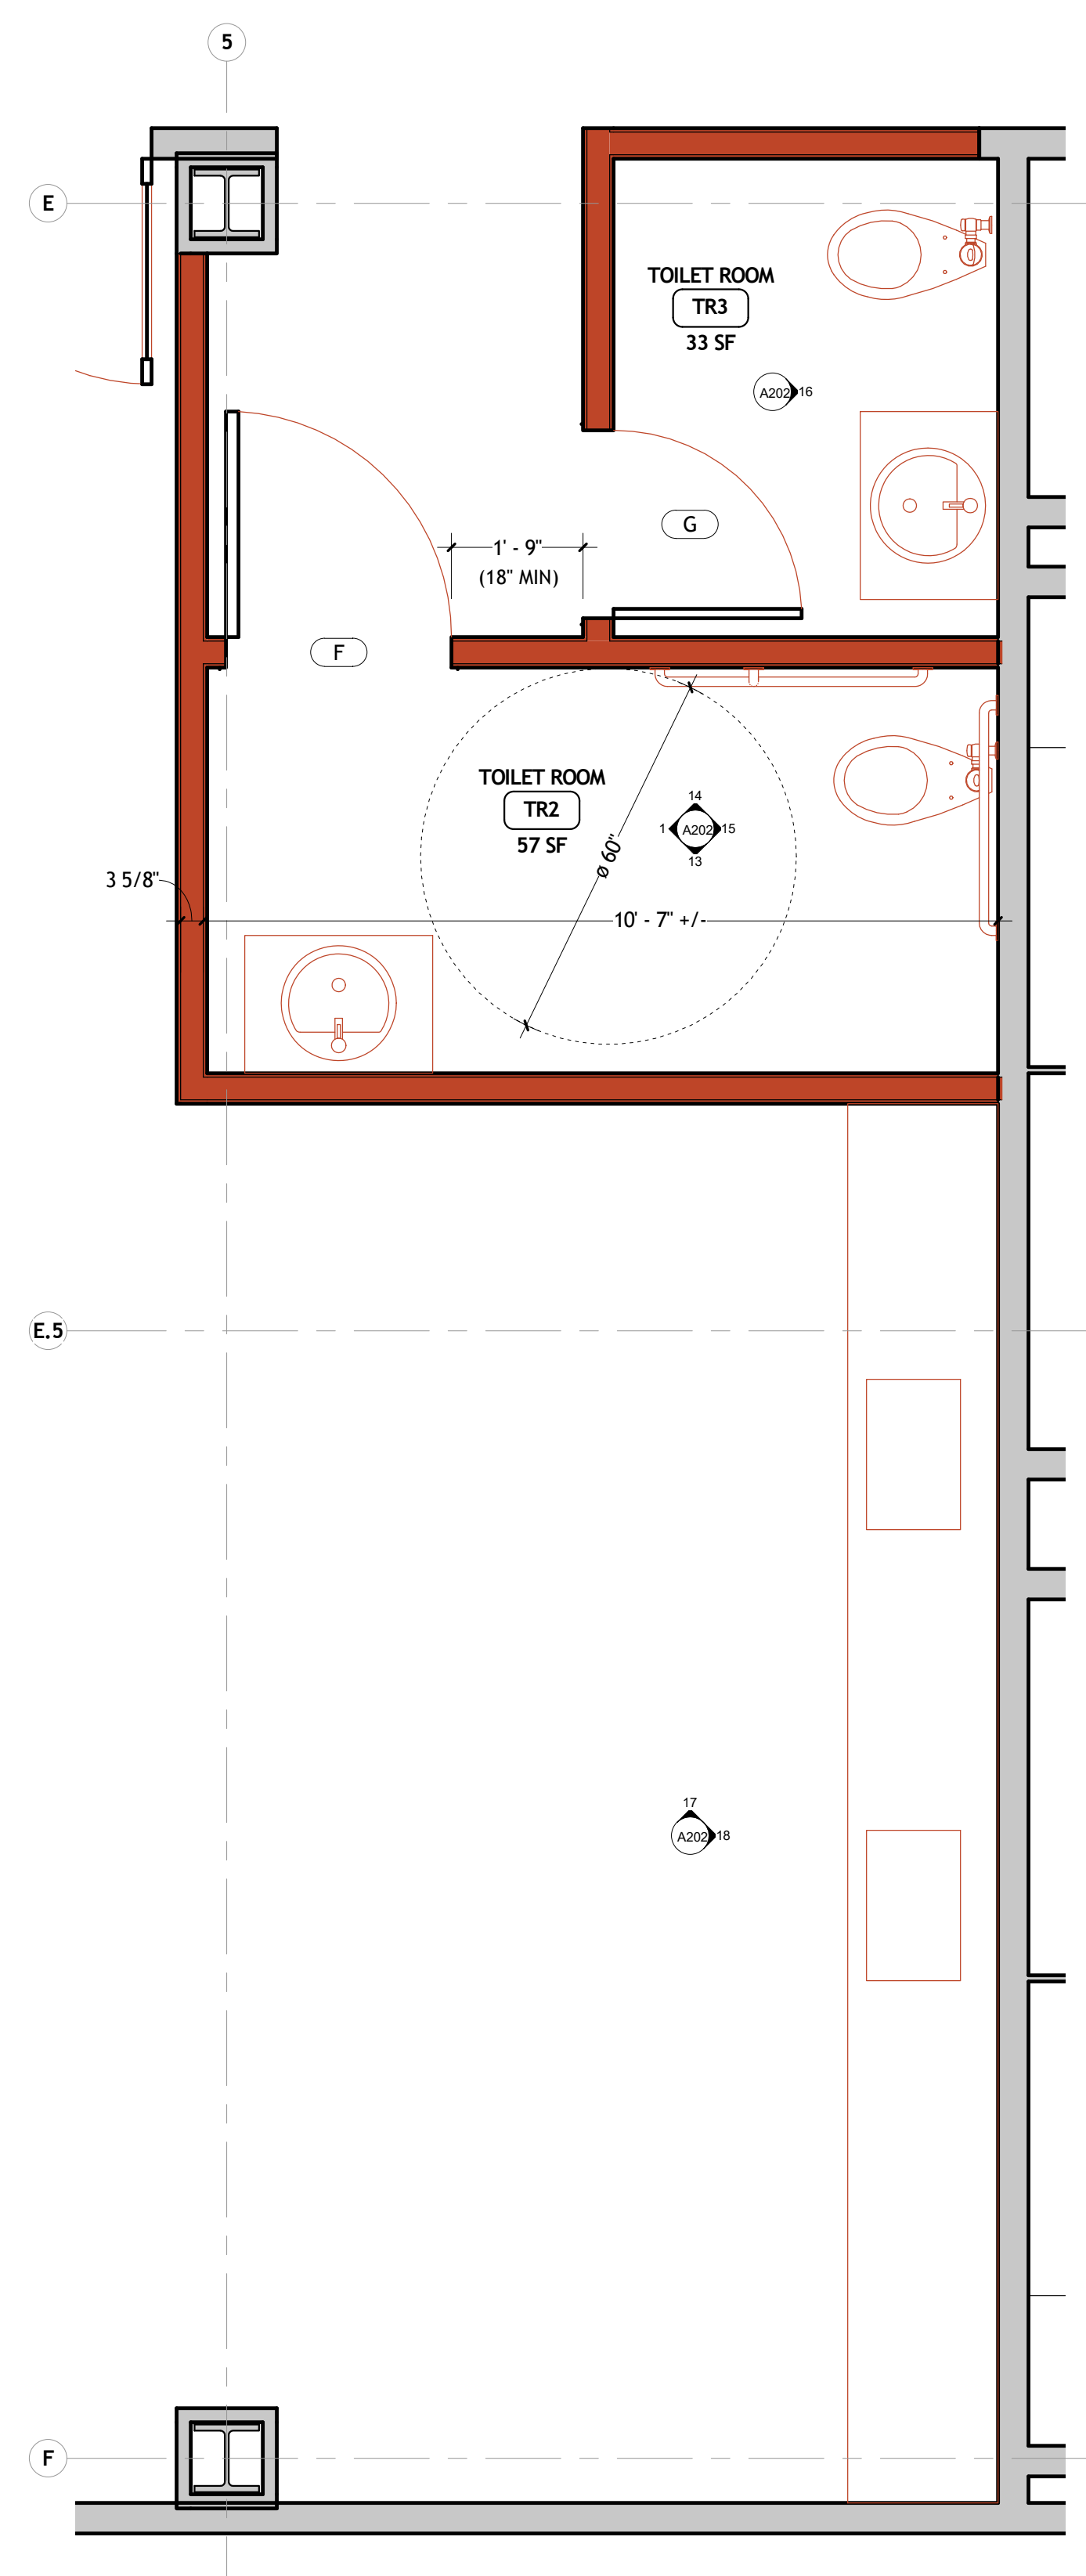 5
E
TOILET ROOM
TR3
33 SF
A202
16
G
1' - 9"
(18" MIN)
F
TOILET ROOM
TR2
57 SF
14
1
A202
15
13
ø 60"
3 5/8"
10' - 7" +/-
E.5
17
A202
18
F